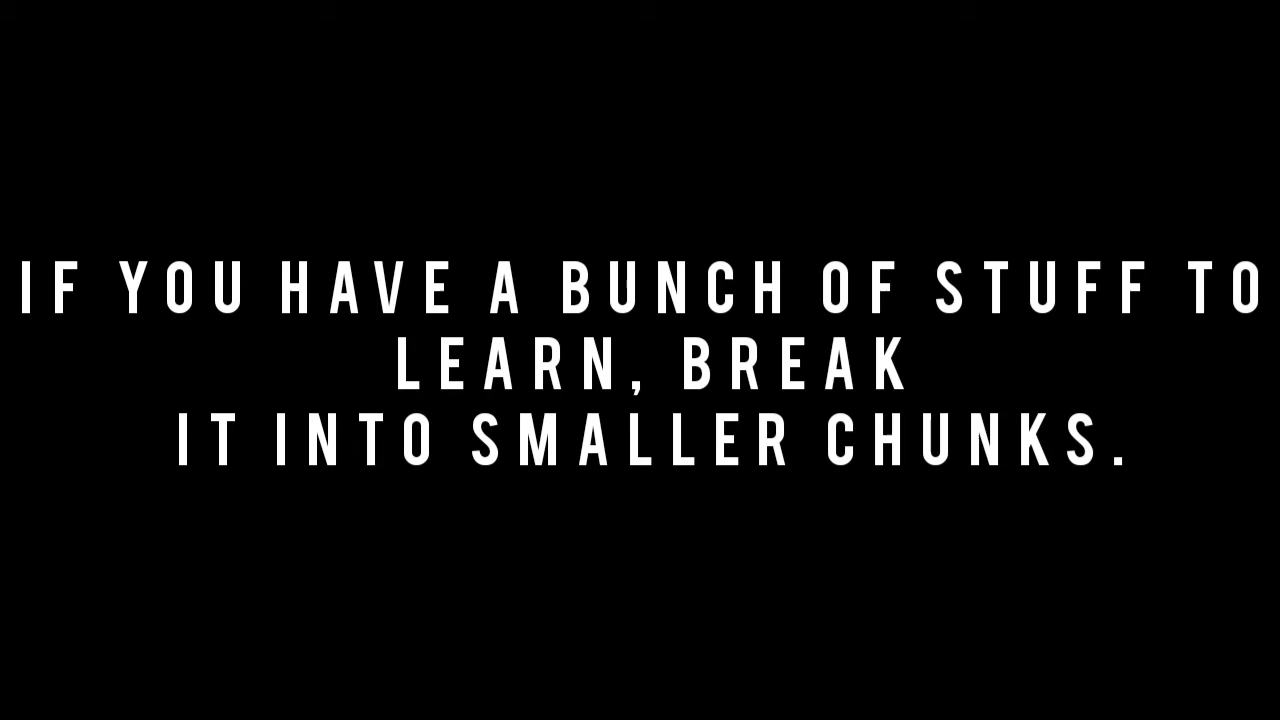 IF YOU HAVE A BUNCH OF STUFF TO
LEARN, BREAK
IT INTO SMALLER CHUNKS.